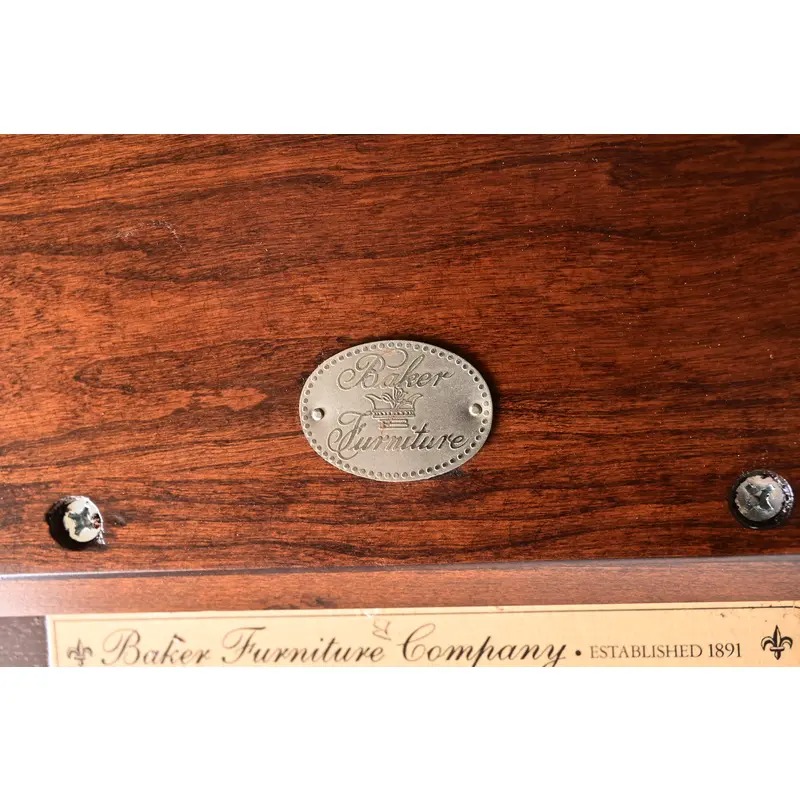 Baker
Furniture
Baker Furniture Company • ESTABLISHED 1891